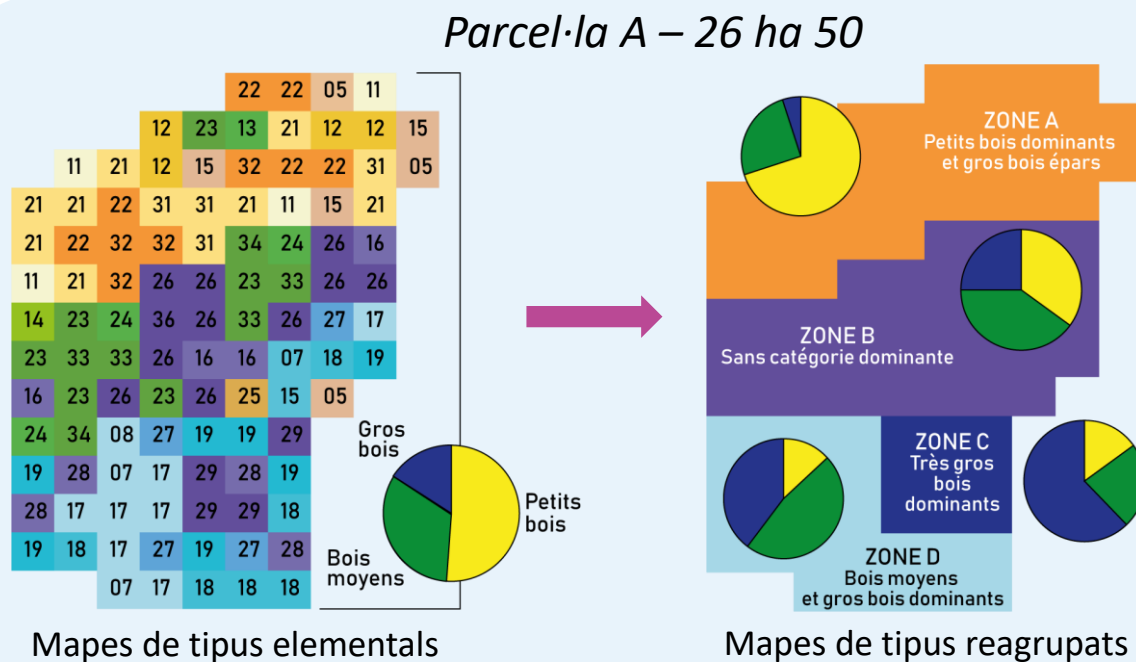 Parcel·la A – 26 ha 50
22 22 05 11
12 23 13 21 12 12 15
11 21 12 15 32 22 22 31 05
21 21 22 31 31 21 11 15 21
21 22 32 32 31 34 24 26 16
11 21 32 26 26 23 33 26 26
14 23 24 36 26 33 26 27 17
23 33 33 26 16 16 07 18 19
16 23 26 23 26 25 15 05
24 34 08 27 19 19 29
19 28 07 17 29 28 19
28 17 17 17 29 29 18
19 18 17 27 19 27 28
07 17 18 18 18
Gros
bois
Petits
bois
Bois
moyens
Mapes de tipus elementals
ZONE A
Petits bois dominants
et gros bois épars
ZONE B
Sans catégorie dominante
ZONE C
Très gros
bois
dominants
ZONE D
Bois moyens
et gros bois dominants
Mapes de tipus reagrupats